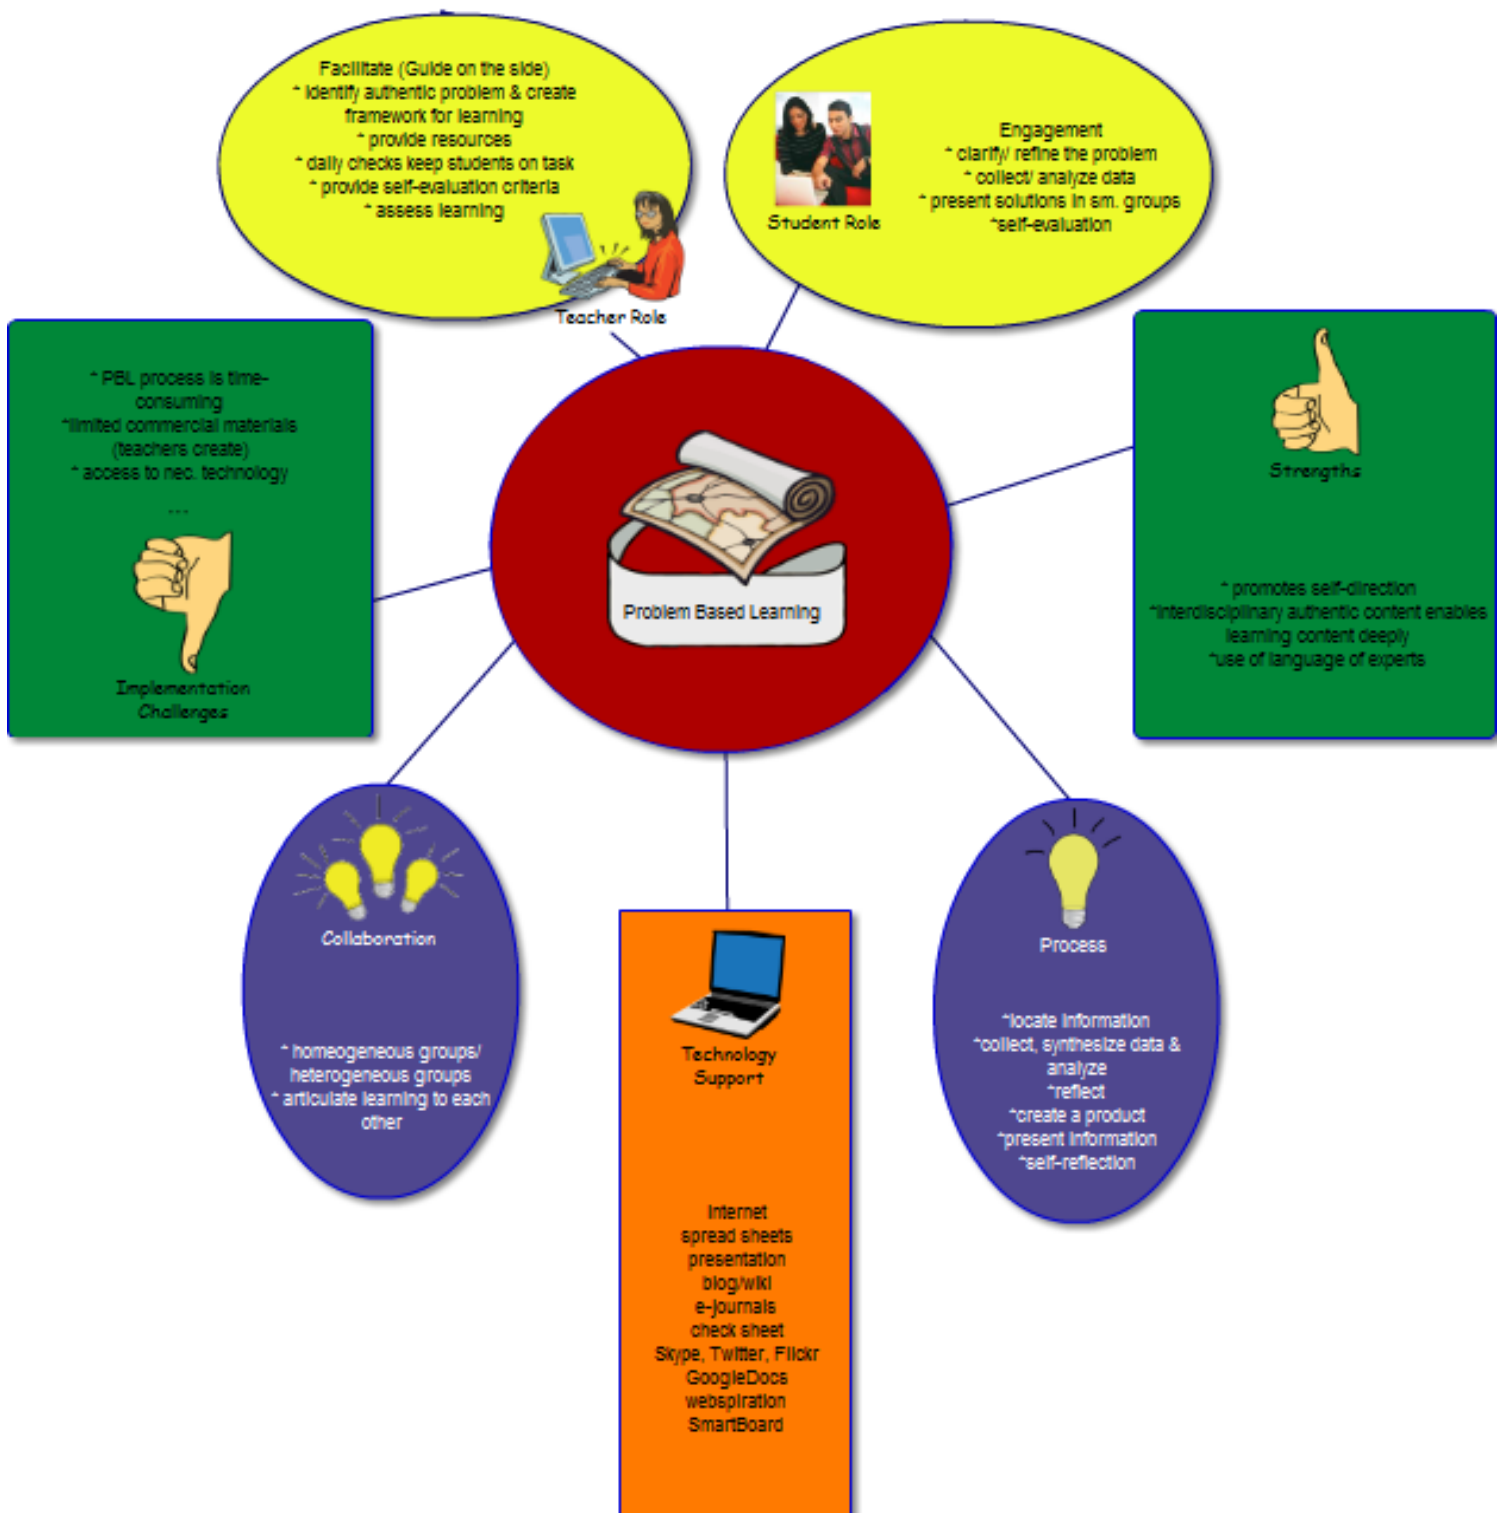 Facilitate (Guide on the side)
* identify authentic problem & create
framework for learning
* provide resources
* daily checks keep students on task
* provide self-evaluation criteria
* assess learning
Teacher Role
Engagement
* clarify/ refine the problem
* collect/ analyze data
* present solutions in sm. groups
*self-evaluation
Student Role
* PBL process is time-
consuming
*limited commercial materials
(teachers create)
* access to nec. technology
...
Implementation
Challenges
Problem Based Learning
Strengths
* promotes self-direction
*interdisciplinary authentic content enables
learning content deeply
*use of language of experts
Collaboration
* homeogeneous groups/
heterogeneous groups
* articulate learning to each
other
Technology
Support
Internet
spread sheets
presentation
blog/wiki
e-journals
check sheet
Skype, Twitter, Flickr
GoogleDocs
webspiration
SmartBoard
Process
*locate information
*collect, synthesize data &
analyze
*reflect
*create a product
*present information
*self-reflection